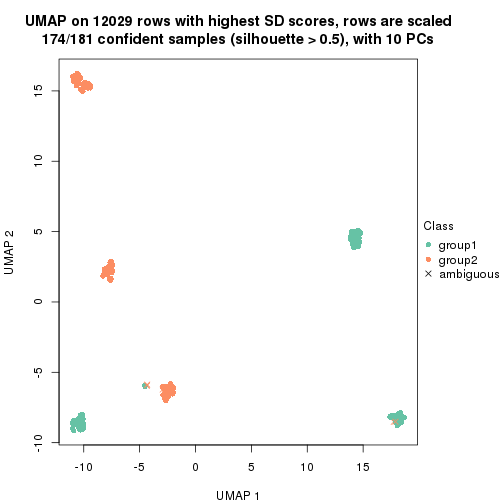 UMAP on 12029 rows with highest SD scores, rows are scaled
174/181 confident samples (silhouette > 0.5), with 10 PCs
15
10
5
0
-5
-10
UMAP 2
-10 -5 0 5 10 15
UMAP 1
Class
group1
group2
ambiguous